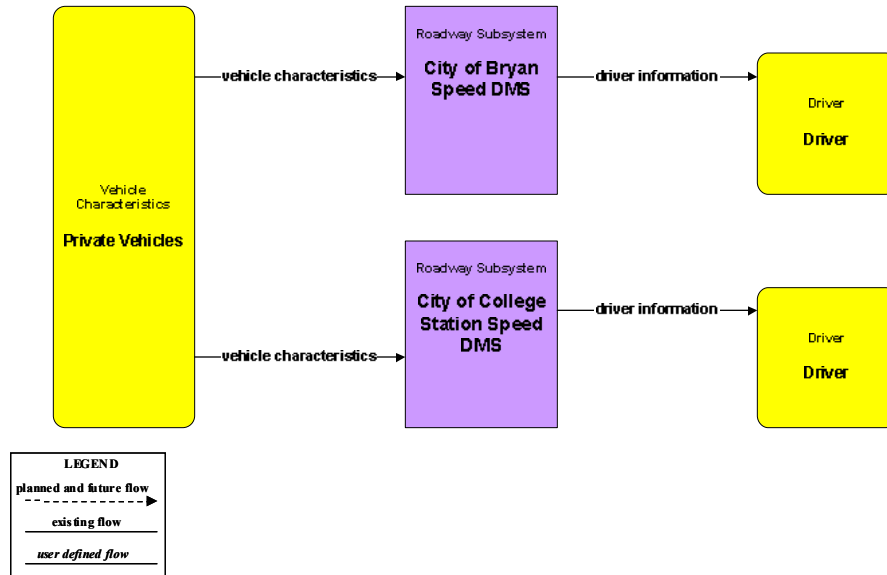 Vehicle
Characteristics
Private Vehicles
vehicle characteristics
Roadway Subsystem
City of Bryan
Speed DMS
driver information
Driver
Driver
vehicle characteristics
Roadway Subsystem
City of College
Station Speed
DMS
driver information
Driver
Driver
LEGEND
planned and future flow
existing flow
user defined flow